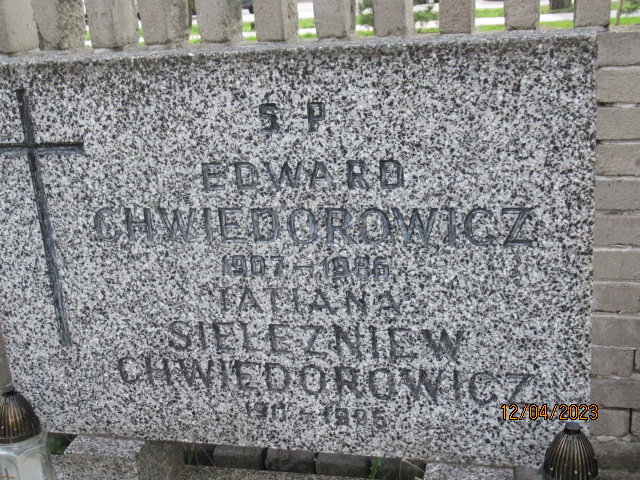 Ś P
EDWARD
CHWIEDOROWICZ
1907-1986
TATIANA
SIELEZNIEW
CHWIEDOROWICZ
12/04/2023